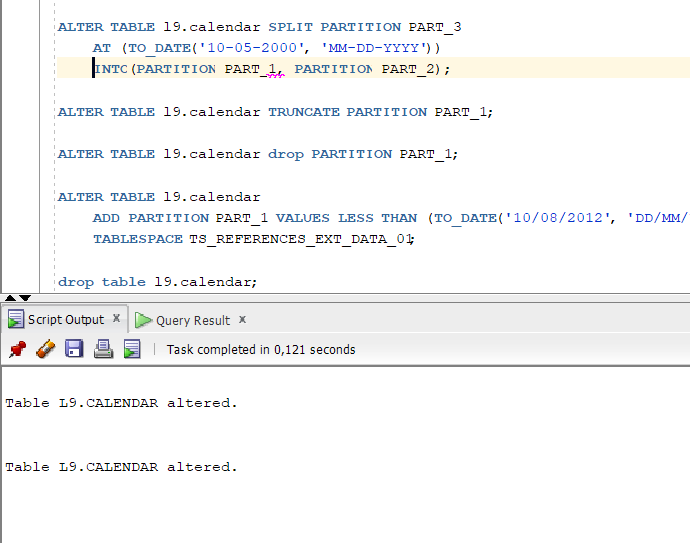 ALTER TABLE l9.calendar SPLIT PARTITION PART_3
AT (TO_DATE('10-05-2000', 'MM-DD-YYYY'))
INTO(PARTITION PART_1, PARTITION PART_2);
ALTER TABLE l9.calendar TRUNCATE PARTITION PART_1;
ALTER TABLE l9.calendar drop PARTITION PART_1;
ALTER TABLE l9.calendar
ADD PARTITION PART_1 VALUES LESS THAN (TO_DATE('10/08/2012', 'DD/MM/
TABLESPACE TS_REFERENCES_EXT_DATA_01;
drop table l9.calendar;
Script Output x Query Result x
Task completed in 0,121 seconds
Table L9.CALENDAR altered.
Table L9.CALENDAR altered.